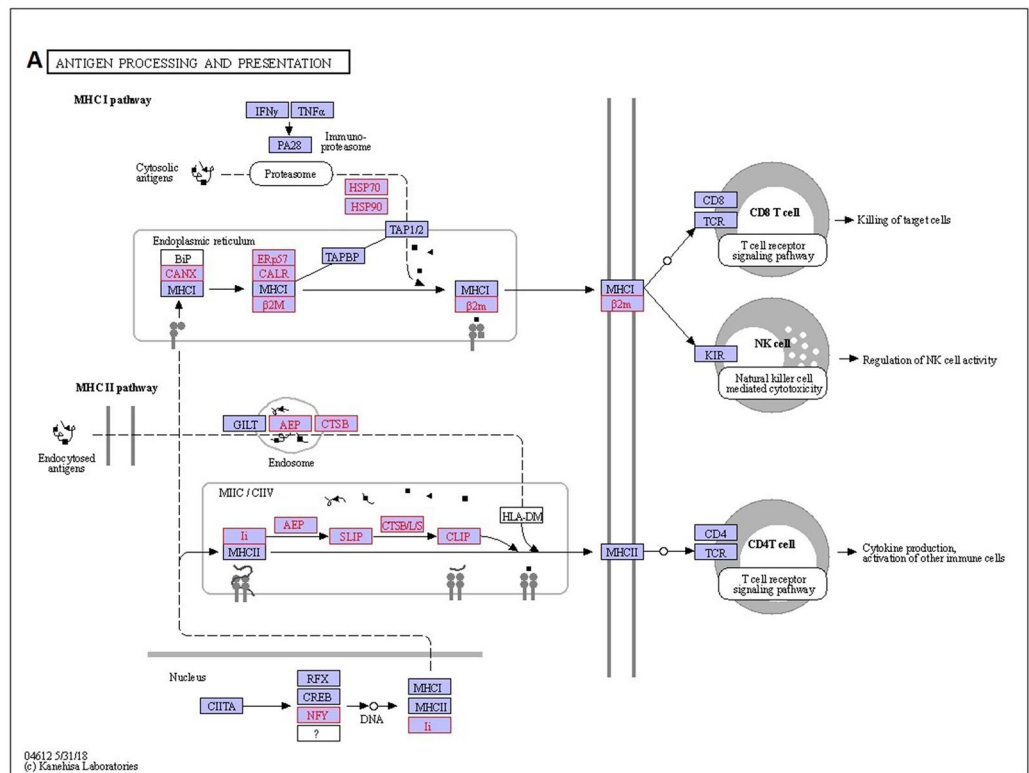 A ANTIGEN PROCESSING AND PRESENTATION
MHC I pathway
IFNγ TNFα
PA28
Immuno-
proteasome
Cytosolic
antigens
Proteasome
HSP70
HSP90
TAP1/2
Endoplasmic reticulum
BiP
CANX
MHCI
ERp57
CALR
MHCI
β2M
TAPBP
MHCI
β2m
MHCI
β2m
CD8
TCR
CD8 T cell
T cell receptor
signaling pathway
Killing of target cells
KIR
NK cell
Natural killer cell
mediated cytotoxicity
Regulation of NK cell activity
MHC II pathway
Endocytosed
antigens
GILT
AEP
CTSB
Endosome
MIIC / CIIV
Ii
MHCII
AEP
SLIP
CTSB/L/S
CLIP
HLA-DM
MHCII
CD4
TCR
CD4T cell
T cell receptor
signaling pathway
Cytokine production,
activation of other immune cells
Nucleus
CIITA
RFX
CREB
NFY
?
DNA
MHCI
MHCII
Ii
04612 5/31/18
(c) Kanehisa Laboratories